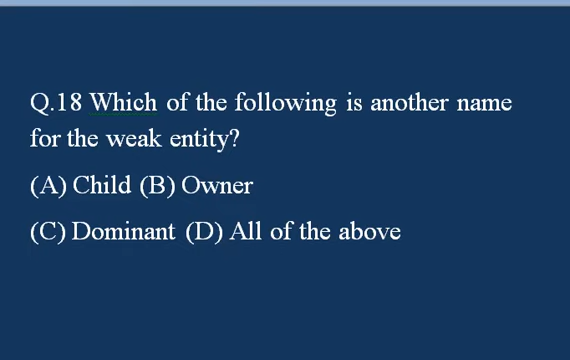 Q.18 Which of the following is another name
for the weak entity?
(A) Child (B) Owner
(C) Dominant (D) All of the above